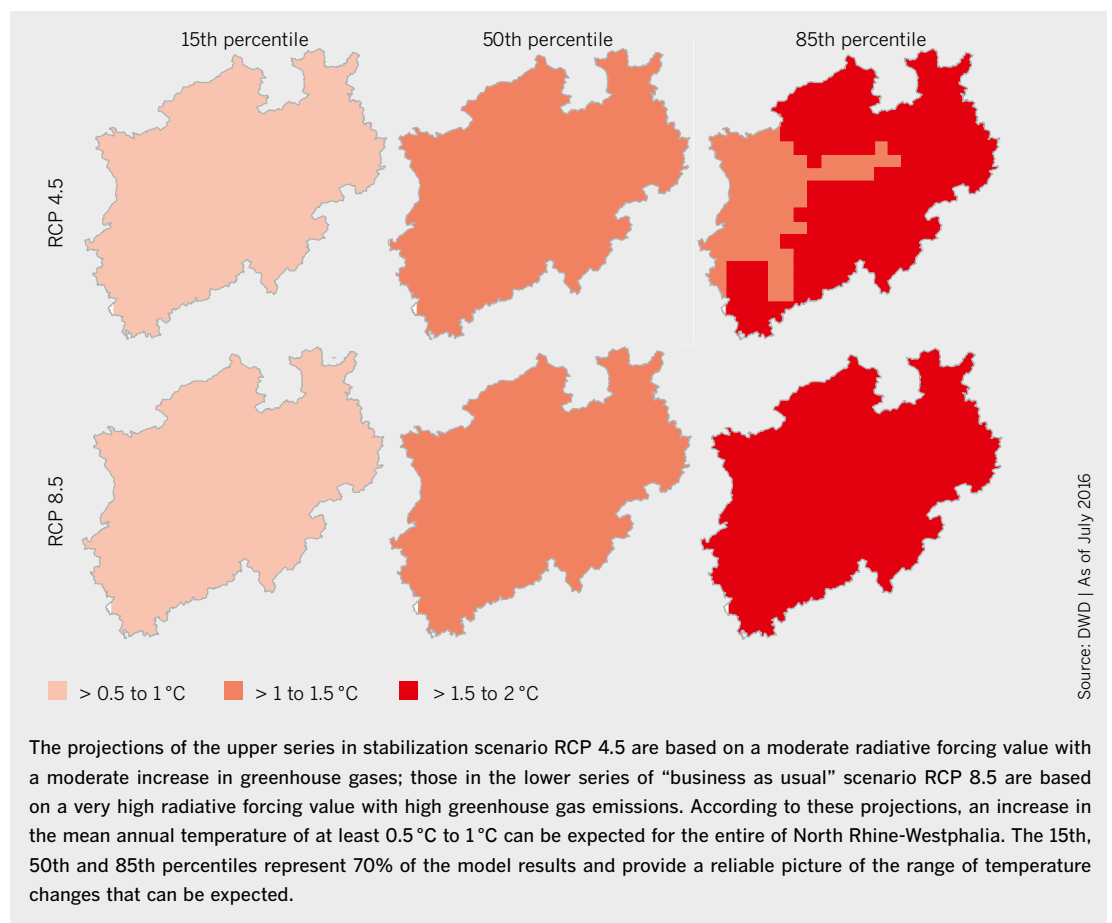 15th percentile
50th percentile
85th percentile
RCP 4.5
RCP 8.5
Source: DWD | As of July 2016
> 0.5 to 1 °C
> 1 to 1.5 °C
> 1.5 to 2 °C
The projections of the upper series in stabilization scenario RCP 4.5 are based on a moderate radiative forcing value with
a moderate increase in greenhouse gases; those in the lower series of “business as usual” scenario RCP 8.5 are based
on a very high radiative forcing value with high greenhouse gas emissions. According to these projections, an increase in
the mean annual temperature of at least 0.5 °C to 1 °C can be expected for the entire of North Rhine-Westphalia. The 15th,
50th and 85th percentiles represent 70% of the model results and provide a reliable picture of the range of temperature
changes that can be expected.